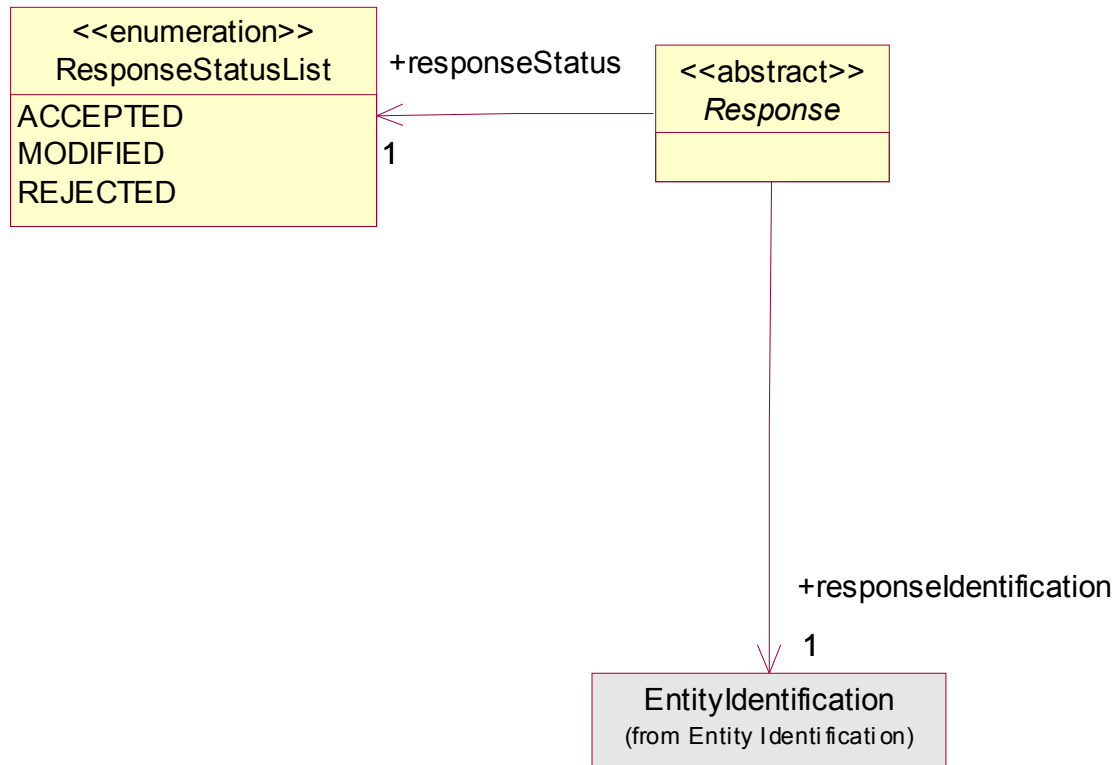 <<enumeration>>
ResponseStatusList
ACCEPTED
MODIFIED
REJECTED
+responseStatus
1
<<abstract>>
Response
+responseIdentification
1
EntityIdentification
(from Entity Identification)